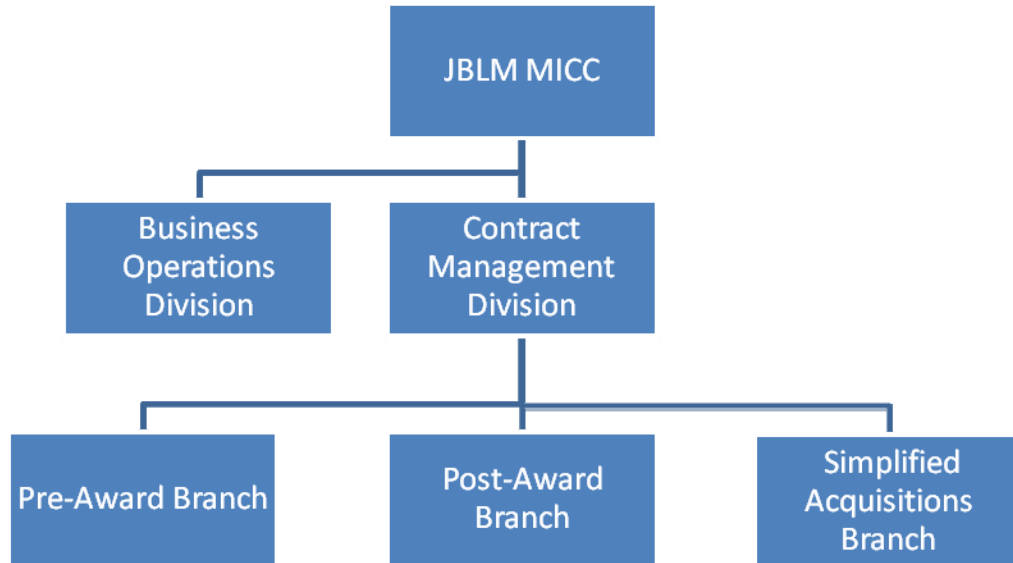 JBLM MICC
Business
Operations
Division
Contract
Management
Division
Pre-Award Branch
Post-Award
Branch
Simplified
Acquisitions
Branch